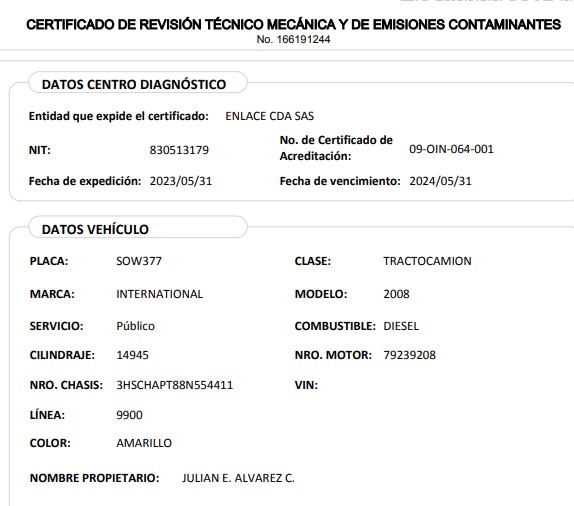 CERTIFICADO DE REVISIÓN TÉCNICO MECÁNICA Y DE EMISIONES CONTAMINANTES
No. 166191244
DATOS CENTRO DIAGNÓSTICO
Entidad que expide el certificado: ENLACE CDA SAS
NIT: 830513179 No. de Certificado de Acreditación: 09-OIN-064-001
Fecha de expedición: 2023/05/31 Fecha de vencimiento: 2024/05/31
DATOS VEHÍCULO
PLACA: SOW377 CLASE: TRACTOCAMION
MARCA: INTERNATIONAL MODELO: 2008
SERVICIO: Público COMBUSTIBLE: DIESEL
CILINDRAJE: 14945 NRO. MOTOR: 79239208
NRO. CHASIS: 3HSCHAPT88N554411 VIN:
LÍNEA: 9900
COLOR: AMARILLO
NOMBRE PROPIETARIO: JULIAN E. ALVAREZ C.